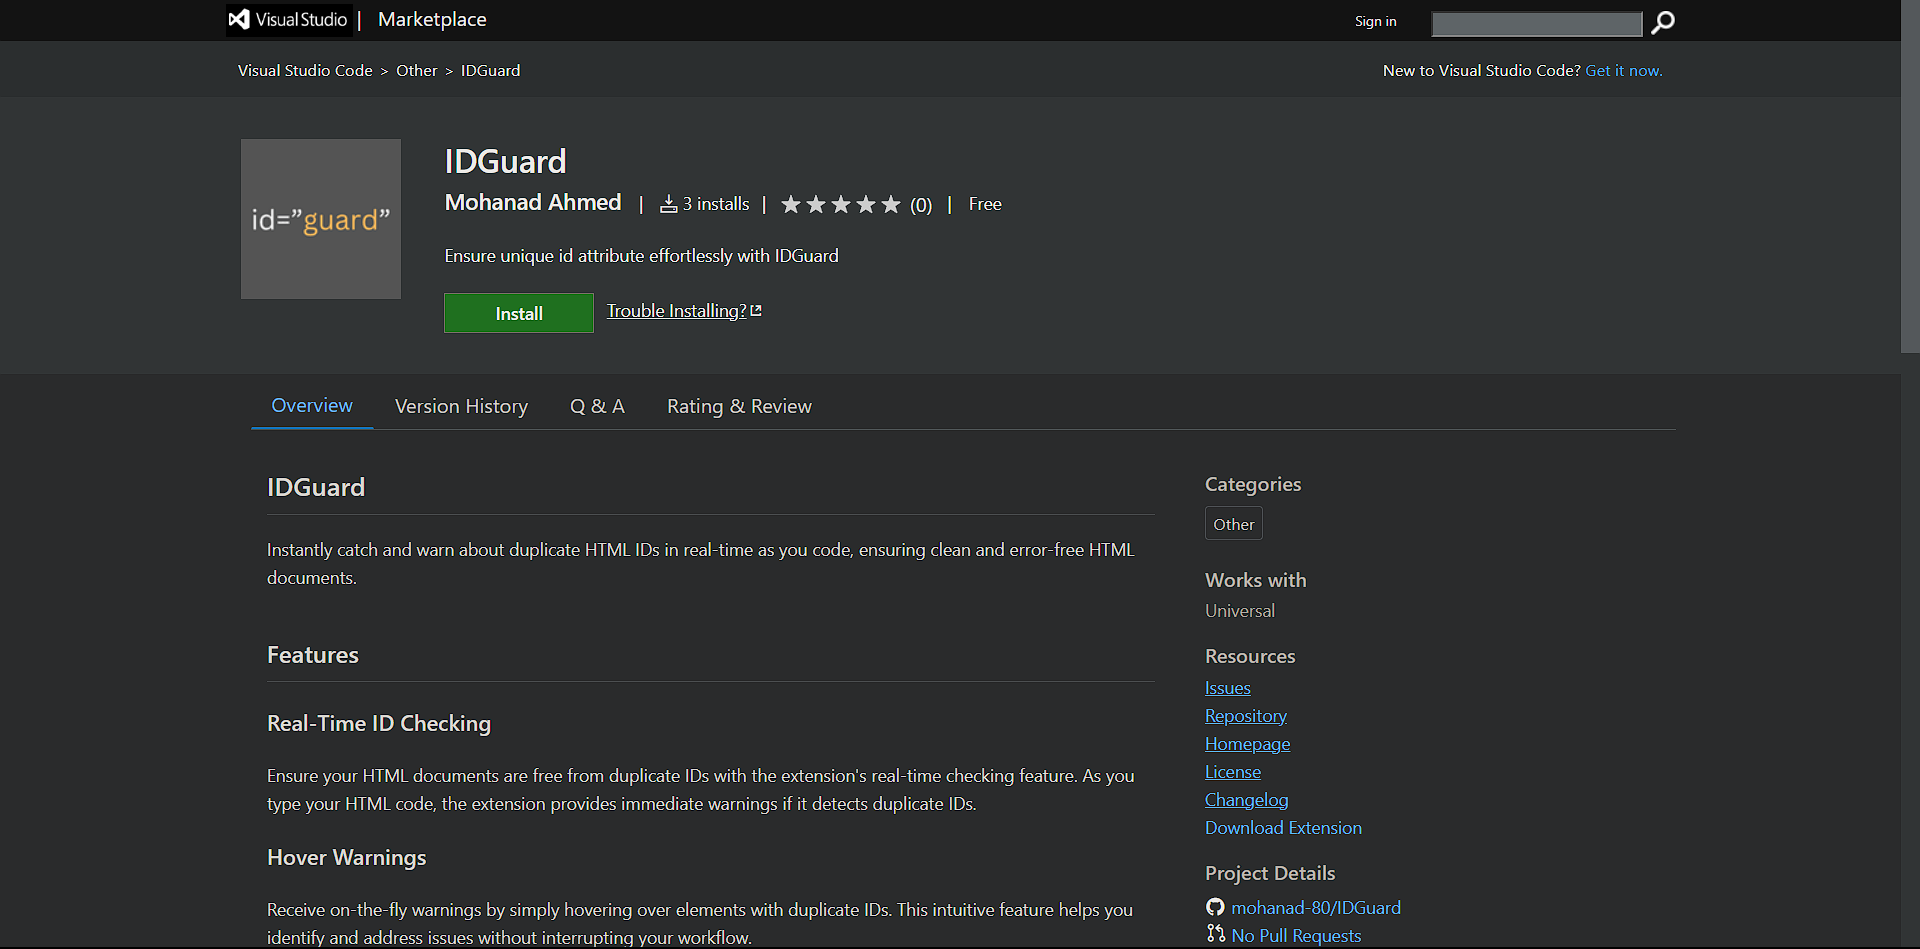 Visual Studio | Marketplace
Sign in
Visual Studio Code > Other > IDGuard
New to Visual Studio Code? Get it now.
id=”guard”
IDGuard
Mohanad Ahmed | 3 installs | ★★★★★ (0) | Free
Ensure unique id attribute effortlessly with IDGuard
Install
Trouble Installing?
Overview
Version History
Q & A
Rating & Review
IDGuard
Instantly catch and warn about duplicate HTML IDs in real-time as you code, ensuring clean and error-free HTML
documents.
Features
Real-Time ID Checking
Ensure your HTML documents are free from duplicate IDs with the extension's real-time checking feature. As you
type your HTML code, the extension provides immediate warnings if it detects duplicate IDs.
Hover Warnings
Receive on-the-fly warnings by simply hovering over elements with duplicate IDs. This intuitive feature helps you
identify and address issues without interrupting your workflow.
Categories
Other
Works with
Universal
Resources
Issues
Repository
Homepage
License
Changelog
Download Extension
Project Details
mohanad-80/IDGuard
No Pull Requests